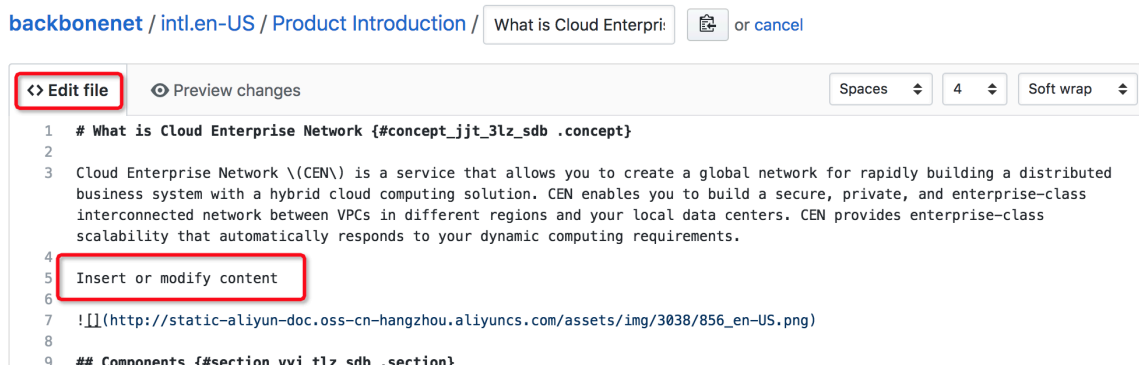 backbonenet / intl.en-US / Product Introduction / What is Cloud Enterpri: or cancel
<> Edit file Preview changes Spaces 4 Soft wrap
1 # What is Cloud Enterprise Network {#concept_jjt_3lz_sdb .concept}
2
3 Cloud Enterprise Network \(CEN\) is a service that allows you to create a global network for rapidly building a distributed
business system with a hybrid cloud computing solution. CEN enables you to build a secure, private, and enterprise-class
interconnected network between VPCs in different regions and your local data centers. CEN provides enterprise-class
scalability that automatically responds to your dynamic computing requirements.
4
5 Insert or modify content
6
7 ![](http://static-aliyun-doc.oss-cn-hangzhou.aliyuncs.com/assets/img/3038/856_en-US.png)
8
9 ## Components {#section_yyj_tlz_sdb .section}